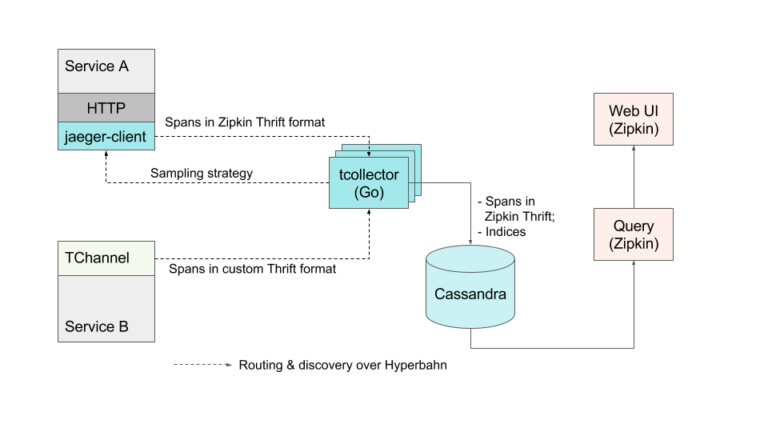 Service A
HTTP
jaeger-client
Spans in Zipkin Thrift format
Sampling strategy
tcollector
(Go)
- Spans in
Zipkin Thrift;
- Indices
Web UI
(Zipkin)
Query
(Zipkin)
TChannel
Spans in custom Thrift format
Service B
Cassandra
Routing & discovery over Hyperbahn